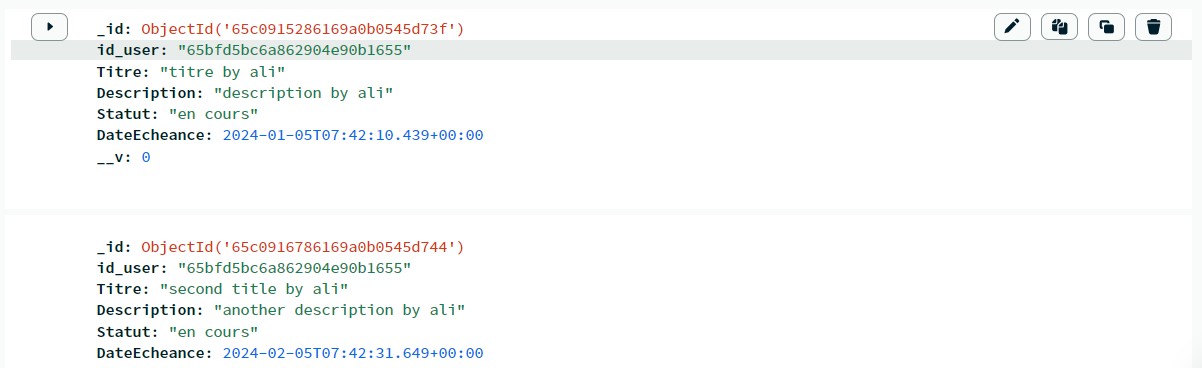 _id: ObjectId('65c0915286169a0b0545d73f')
id_user: "65bfd5bc6a862904e90b1655"
Titre: "titre by ali"
Description: "description by ali"
Statut: "en cours"
DateEcheance: 2024-01-05T07:42:10.439+00:00
__v: 0
_id: ObjectId('65c0916786169a0b0545d744')
id_user: "65bfd5bc6a862904e90b1655"
Titre: "second title by ali"
Description: "another description by ali"
Statut: "en cours"
DateEcheance: 2024-02-05T07:42:31.649+00:00